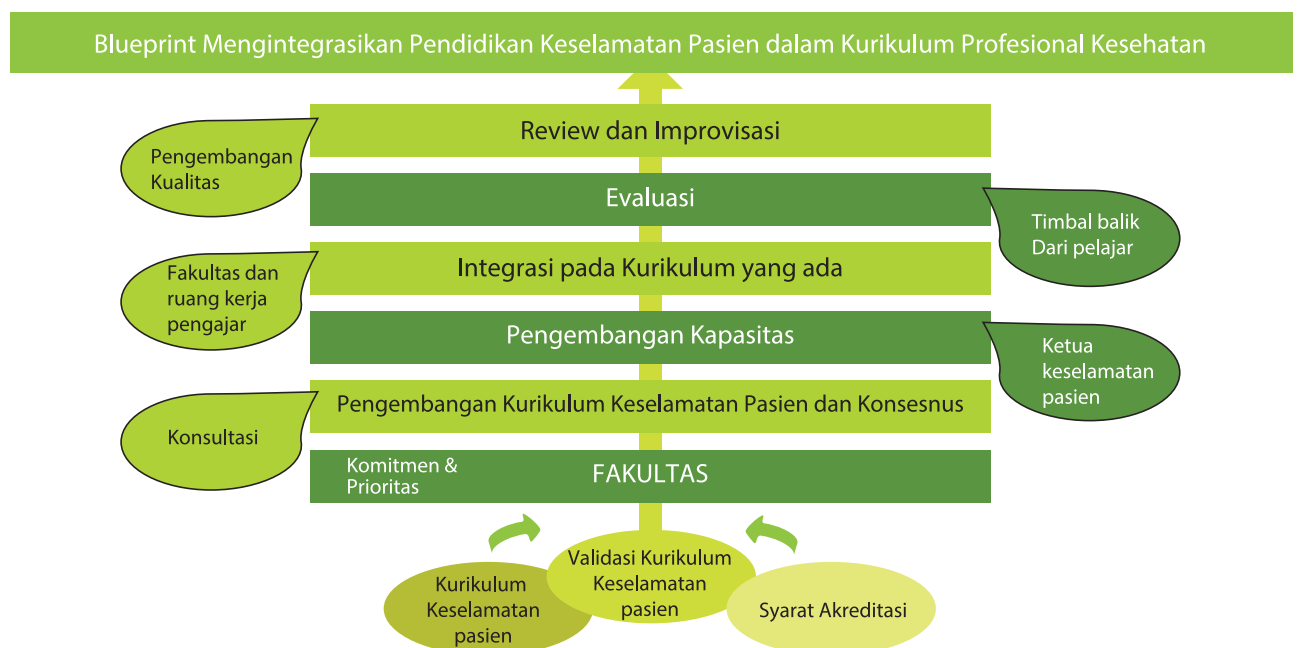 Blueprint Mengintegrasikan Pendidikan Keselamatan Pasien dalam Kurikulum Profesional Kesehatan
Review dan Improvisasi
Pengembangan
Kualitas
Evaluasi
Timbal balik
Dari pelajar
Integrasi pada Kurikulum yang ada
Fakultas dan
ruang kerja
pengajar
Pengembangan Kapasitas
Ketua
keselamatan
pasien
Pengembangan Kurikulum Keselamatan Pasien dan Konsesnus
Konsultasi
Komitmen &
Prioritas
FAKULTAS
Kurikulum
Keselamatan
pasien
Validasi Kurikulum
Keselamatan
pasien
Syarat Akreditasi